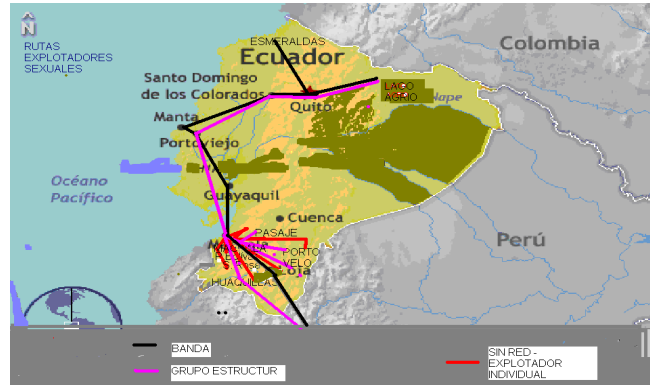 N
RUTAS
EXPLOTADORES
SEXUALES
ESMERALDAS
Ecuador
Colombia
Santo Domingo
de los Colorados
Quito
LAGO
AGRIO
Manta
Portoviejo
Océano
Pacífico
Guayaquil
Cuenca
PASAJE
PORTO
VELO
Perú
HUAQUILLAS
BANDA
GRUPO ESTRUCTUR
SIN RED -
EXPLOTADOR
INDIVIDUAL